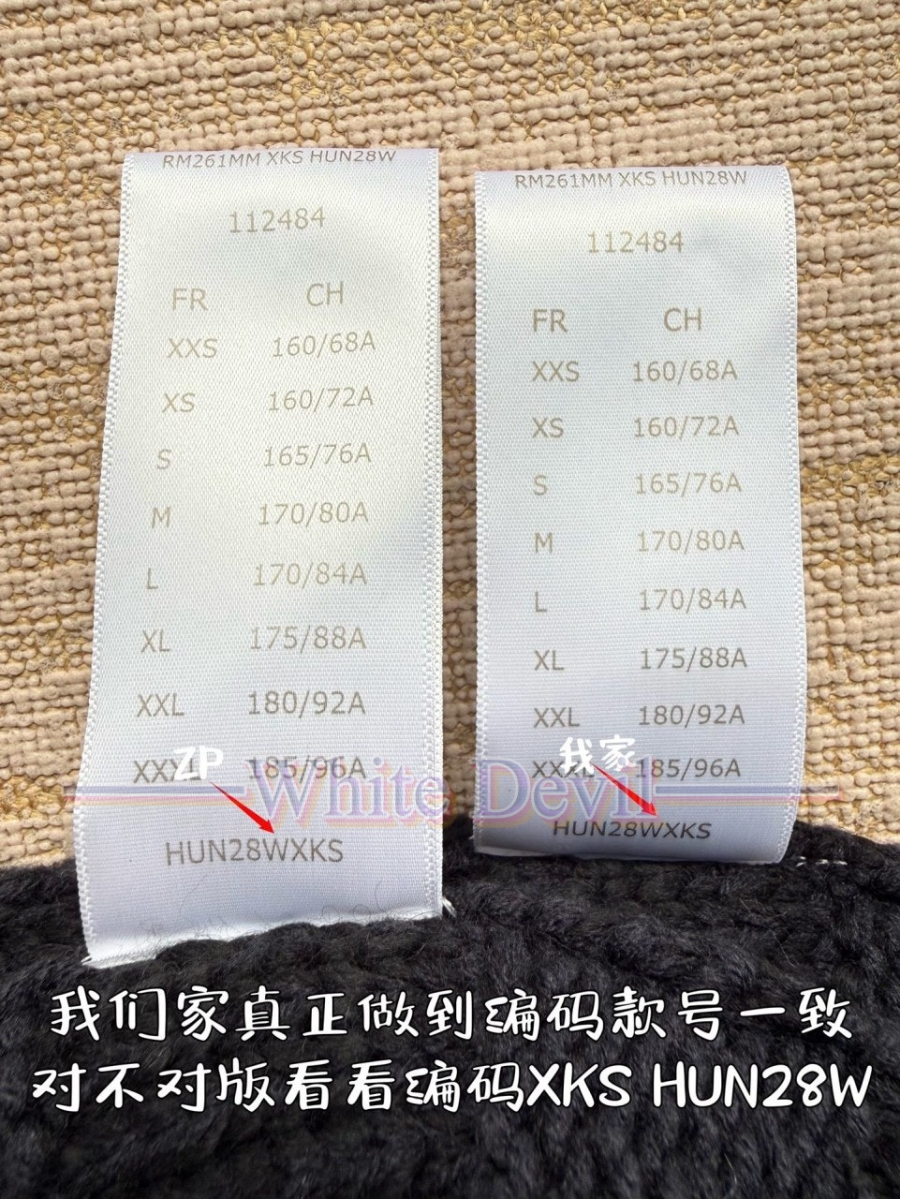 RM261MM XKS HUN28W
112484
FR CH
XXS 160/68A
XS 160/72A
S 165/76A
M 170/80A
L 170/84A
XL 175/88A
XXL 180/92A
XXXL 185/96A
ZP
HUN28WXKS
RM261MM XKS HUN28W
112484
FR CH
XXS 160/68A
XS 160/72A
S 165/76A
M 170/80A
L 170/84A
XL 175/88A
XXL 180/92A
我家
XXXL 185/96A
HUN28WXKS
White Devil
我们家真正做到编码款号一致
对不对版看看编码XKS HUN28W